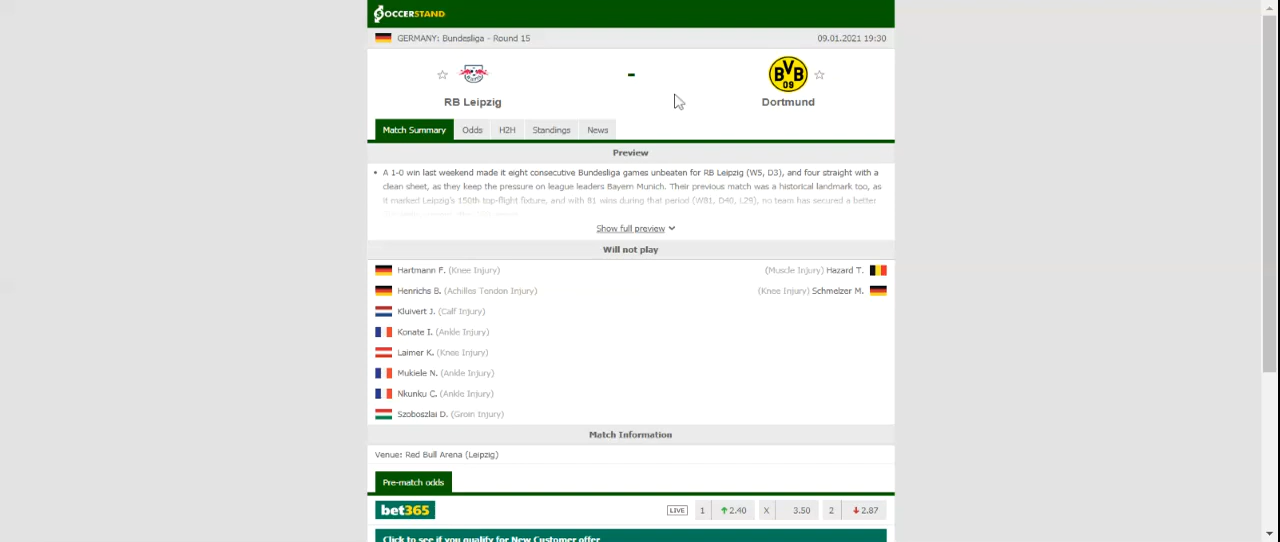 SOCCERSTAND
GERMANY: Bundesliga - Round 15 09.01.2021 19:30
-
BVB
09
RB Leipzig Dortmund
Match Summary Odds H2H Standings News
Preview
• A 1-0 win last weekend made it eight consecutive Bundesliga games unbeaten for RB Leipzig (W5, D3), and four straight with a
clean sheet, as they keep the pressure on league leaders Bayern Munich. Their previous match was a historical landmark too, as
it marked Leipzig's 150th top-flight fixture, and with 81 wins during that period (W81, D40, L29), no team has secured a better
Show full preview
Will not play
Hartmann F. (Knee Injury) (Muscle Injury) Hazard T.
Henrichs B. (Achilles Tendon Injury) (Knee Injury) Schmelzer M.
Kluivert J. (Calf Injury)
Konate I. (Ankle Injury)
Laimer K. (Knee Injury)
Mukiele N. (Ankle Injury)
Nkunku C. (Ankle Injury)
Szoboszlai D. (Groin Injury)
Match Information
Venue: Red Bull Arena (Leipzig)
Pre-match odds
bet365 LIVE 1 2.40 X 3.50 2 2.87
Click to see if you qualify for New Customer offer